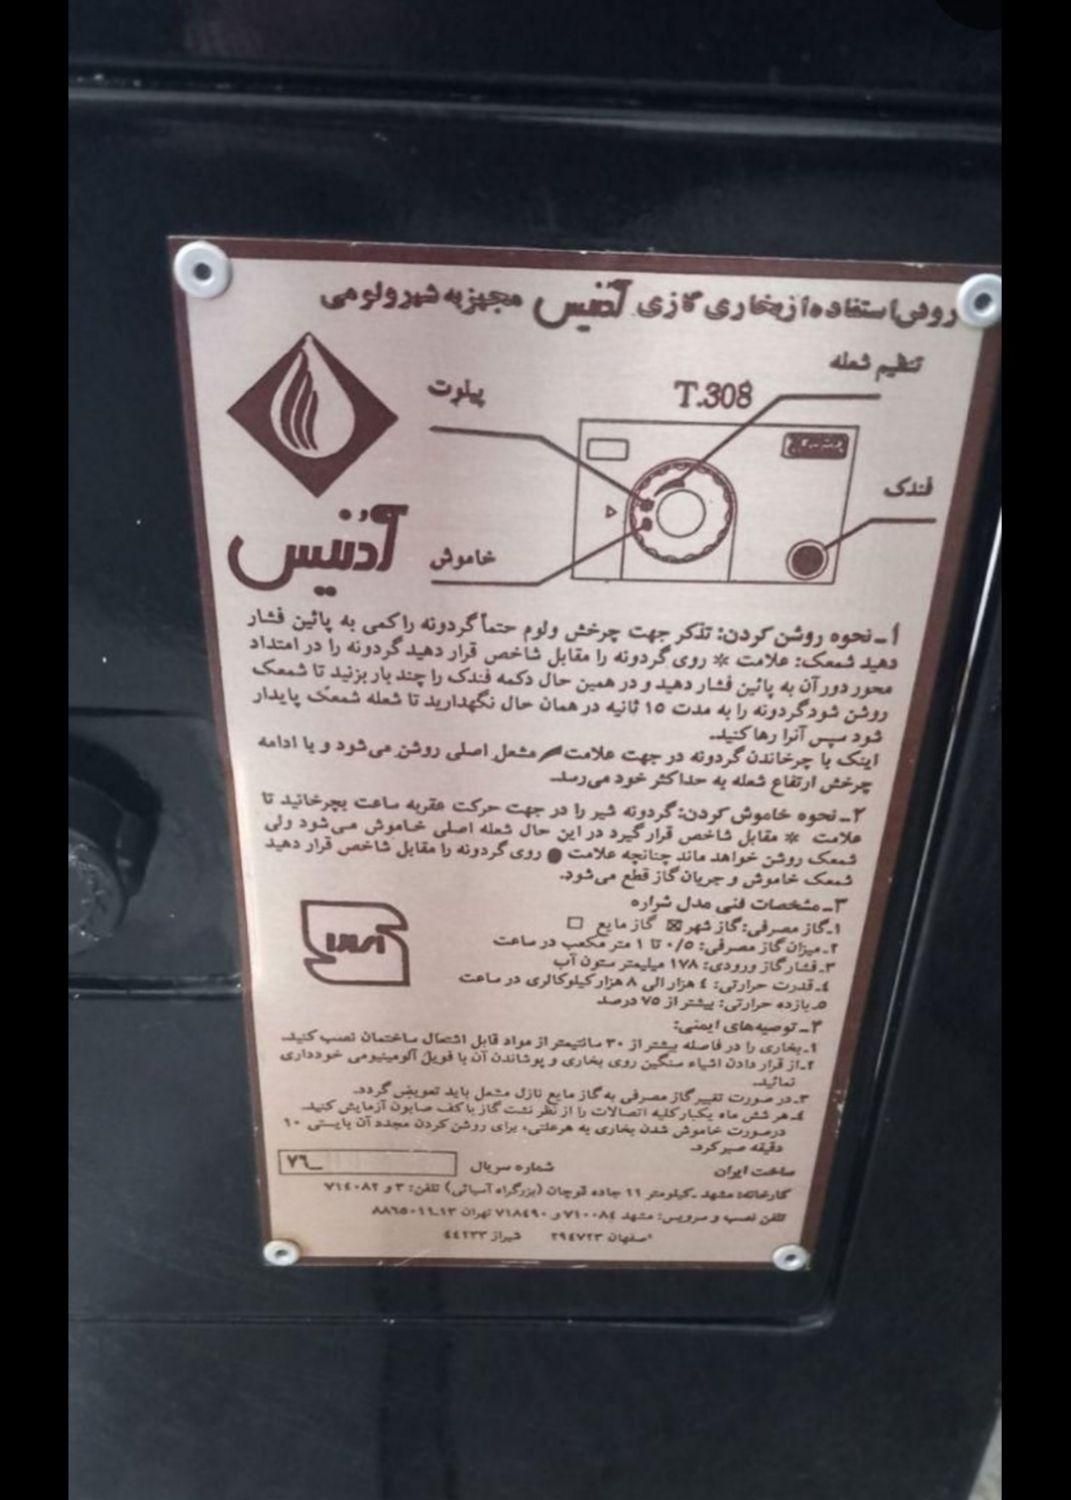 روش استفاده از بخاری گازی آدنیس مجهز به شیر ولومی
تنظیم شعله
پیلوت
T.308
فندک
آدنیس
خاموش
۱ــ نحوه روشن کردن: تذکر جهت چرخش ولوم حتماً گردونه را کمی به پائین فشار
دهید شمعک: علامت * روی گردونه را مقابل شاخص قرار دهید گردونه را در امتداد
محور دور آن به پائین فشار دهید و در همین حال دکمه فندک را چند بار بزنید تا شمعک
روشن شود گردونه را به مدت ۱۵ ثانیه در همان حال نگهدارید تا شعله شمعک پایدار
شود سپس آنرا رها کنید.
اینک با چرخاندن گردونه در جهت علامت مشعل اصلی روشن می‌شود و با ادامه
چرخش ارتفاع شعله به حداکثر خود می‌رسد.
۲ــ نحوه خاموش کردن: گردونه شیر را در جهت حرکت عقربه ساعت بچرخانید تا
علامت * مقابل شاخص قرار گیرد در این حال شعله اصلی خاموش می‌شود ولی
شمعک روشن خواهد ماند چنانچه علامت ● روی گردونه را مقابل شاخص قرار دهید
شمعک خاموش و جریان گاز قطع می‌شود.
۳ــ مشخصات فنی مدل شراره
۱ـ گاز مصرفی: گاز شهر ☒ گاز مایع ☐
۲ـ میزان گاز مصرفی: ۰/۵ تا ۱ متر مکعب در ساعت
۳ـ فشار گاز ورودی: ۱۷۸ میلیمتر ستون آب
۴ـ قدرت حرارتی: ۴ هزار الی ۸ هزار کیلوکالری در ساعت
۵ـ بازده حرارتی: بیشتر از ۷۵ درصد
۴ــ توصیه‌های ایمنی:
۱ـ بخاری را در فاصله بیشتر از ۳۰ سانتیمتر از مواد قابل اشتعال ساختمان نصب کنید.
۲ـ از قرار دادن اشیاء سنگین روی بخاری و پوشاندن آن با فویل آلومینیومی خودداری
نمائید.
۳ـ در صورت تغییر گاز مصرفی به گاز مایع نازل مشعل باید تعویض گردد.
۴ـ هر شش ماه یکبار کلیه اتصالات را از نظر نشت گاز با کف صابون آزمایش کنید.
درصورت خاموش شدن بخاری به هر علتی، برای روشن کردن مجدد آن بایستی ۱۰
دقیقه صبر کرد.
ساخت ایران شماره سریال ۷۶ــ
کارخانه: مشهد ـ کیلومتر ۱۱ جاده قوچان (بزرگراه آسیائی) تلفن: ۳ و ۷۱۴۰۸۲
تلفن نصب و سرویس: مشهد ۷۱۰۰۸۴ و ۷۱۸۴۹۰ تهران ۱۳ـ۸۸۶۵۰۱۱
اصفهان ۲۹۴۷۲۳ شیراز ۴۴۲۳۳